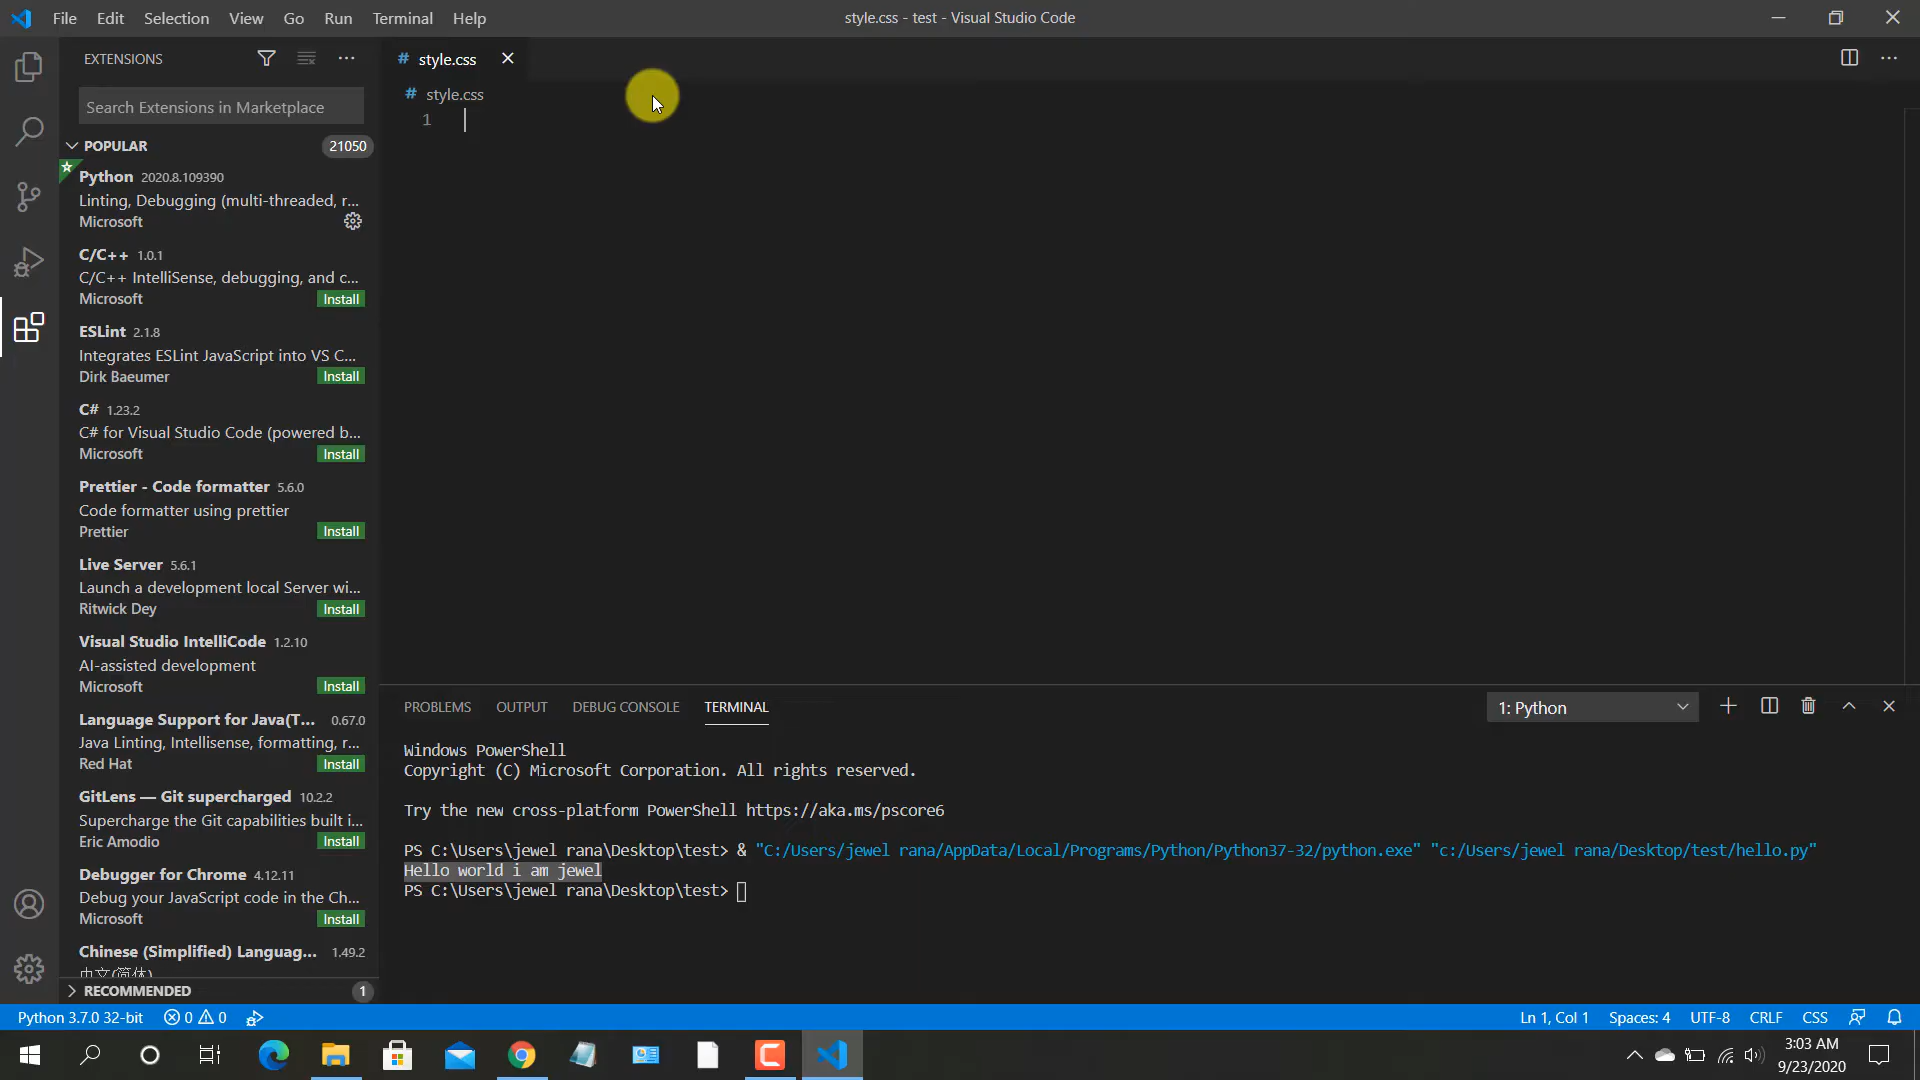 File Edit Selection View Go Run Terminal Help
style.css - test - Visual Studio Code
EXTENSIONS
Search Extensions in Marketplace
POPULAR 21050
Python 2020.8.109390
Linting, Debugging (multi-threaded, r...
Microsoft
C/C++ 1.0.1
C/C++ IntelliSense, debugging, and c...
Microsoft Install
ESLint 2.1.8
Integrates ESLint JavaScript into VS C...
Dirk Baeumer Install
C# 1.23.2
C# for Visual Studio Code (powered b...
Microsoft Install
Prettier - Code formatter 5.6.0
Code formatter using prettier
Prettier Install
Live Server 5.6.1
Launch a development local Server wi...
Ritwick Dey Install
Visual Studio IntelliCode 1.2.10
AI-assisted development
Microsoft Install
Language Support for Java(T... 0.67.0
Java Linting, Intellisense, formatting, r...
Red Hat Install
GitLens — Git supercharged 10.2.2
Supercharge the Git capabilities built i...
Eric Amodio Install
Debugger for Chrome 4.12.11
Debug your JavaScript code in the Ch...
Microsoft Install
Chinese (Simplified) Languag... 1.49.2
中文(简体)
RECOMMENDED 1
# style.css
# style.css
1
PROBLEMS OUTPUT DEBUG CONSOLE TERMINAL
1: Python
Windows PowerShell
Copyright (C) Microsoft Corporation. All rights reserved.
Try the new cross-platform PowerShell https://aka.ms/pscore6
PS C:\Users\jewel rana\Desktop\test> & "C:/Users/jewel rana/AppData/Local/Programs/Python/Python37-32/python.exe" "c:/Users/jewel rana/Desktop/test/hello.py"
Hello world i am jewel
PS C:\Users\jewel rana\Desktop\test>
Python 3.7.0 32-bit 0 0
Ln 1, Col 1 Spaces: 4 UTF-8 CRLF CSS
3:03 AM
9/23/2020